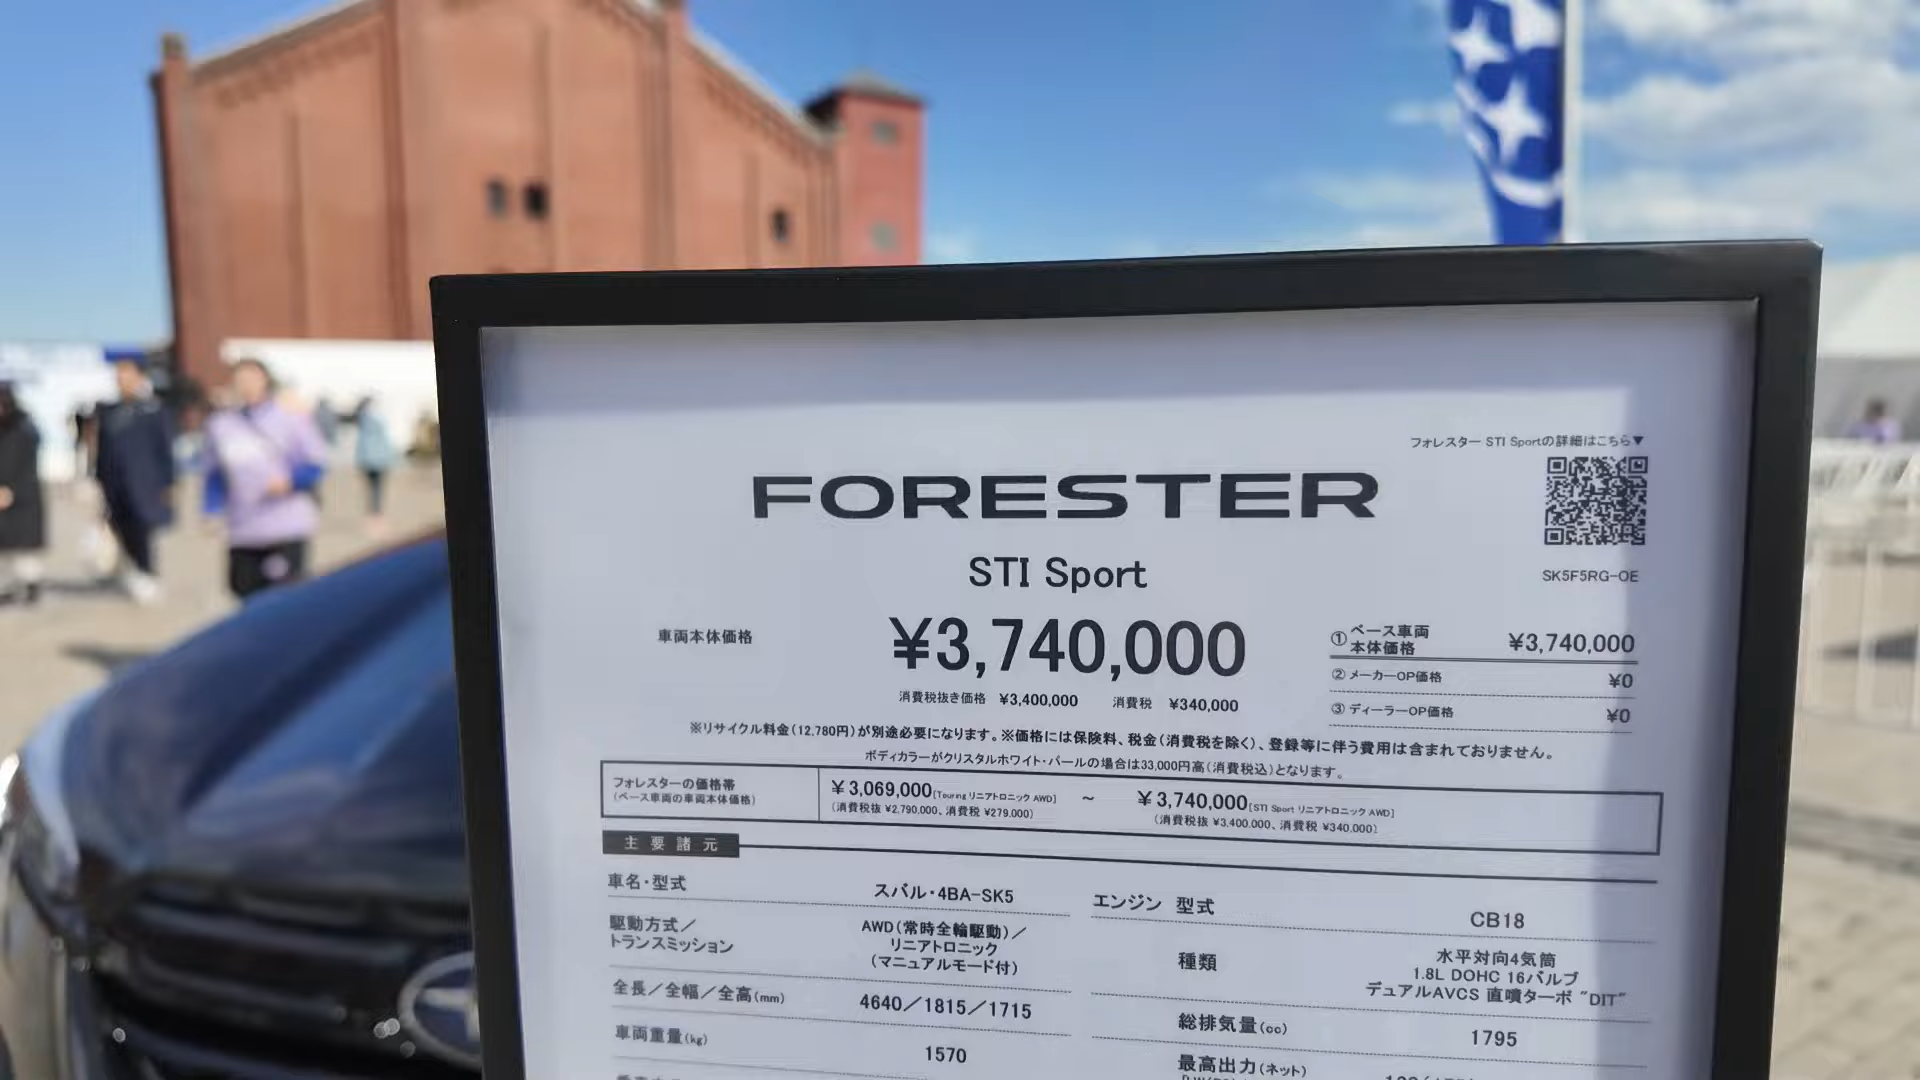 フォレスター STI Sportの詳細はこちら▼
FORESTER
STI Sport
SK5F5RG-OE
車両本体価格
¥3,740,000
消費税抜き価格 ¥3,400,000 消費税 ¥340,000
①ベース車両
本体価格 ¥3,740,000
②メーカーOP価格 ¥0
③ディーラーOP価格 ¥0
※リサイクル料金(12,780円)が別途必要になります。※価格には保険料、税金(消費税を除く)、登録等に伴う費用は含まれておりません。
ボディカラーがクリスタルホワイト・パールの場合は33,000円高(消費税込)となります。
フォレスターの価格帯
(ベース車両の車両本体価格)
¥3,069,000[Touring リニアトロニック AWD] ~ ¥3,740,000[STI Sport リニアトロニック AWD]
(消費税抜 ¥2,790,000、消費税 ¥279,000) (消費税抜 ¥3,400,000、消費税 ¥340,000)
主要諸元
車名・型式 スバル・4BA-SK5
駆動方式/
トランスミッション
AWD(常時全輪駆動)/
リニアトロニック
(マニュアルモード付)
全長/全幅/全高(mm) 4640/1815/1715
車両重量(kg) 1570
エンジン 型式 CB18
種類
水平対向4気筒
1.8L DOHC 16バルブ
デュアルAVCS 直噴ターボ "DIT"
総排気量(cc) 1795
最高出力(ネット)